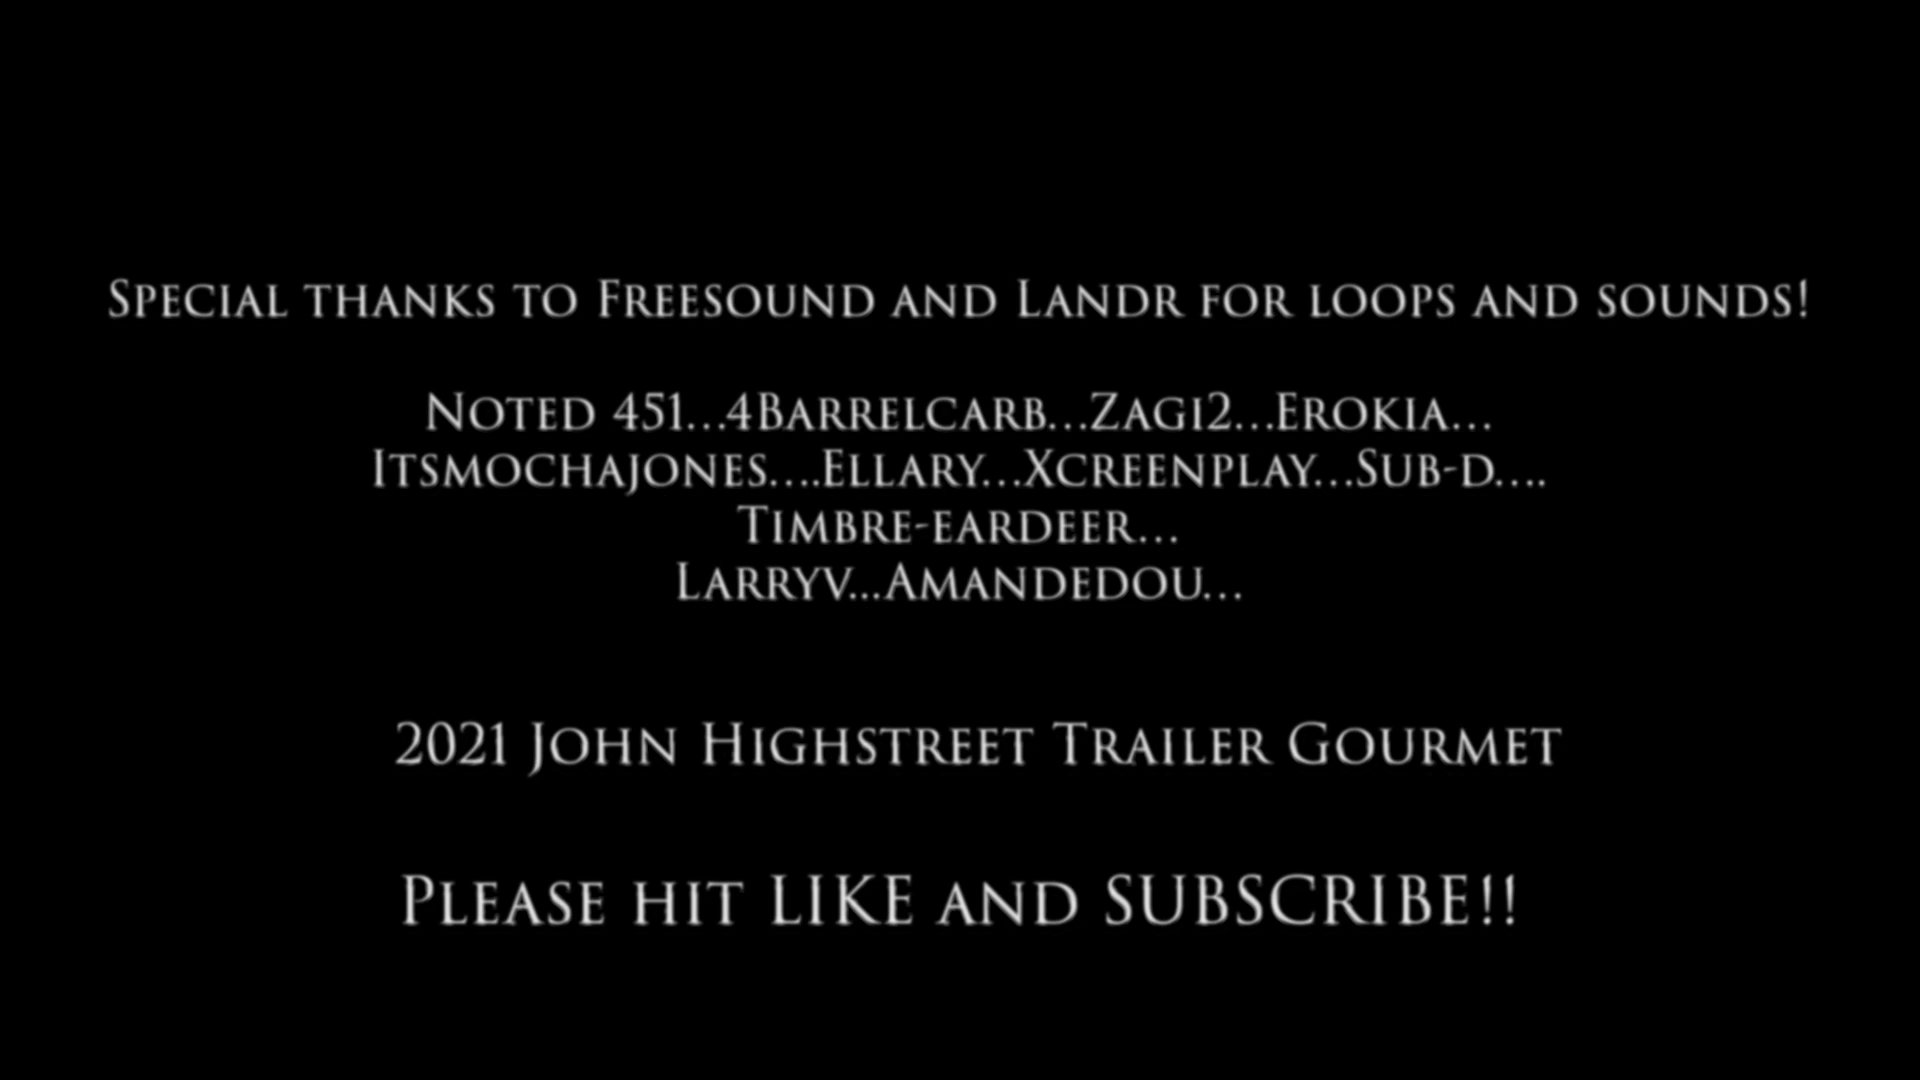 Special thanks to Freesound and Landr for loops and sounds!
Noted 451...4Barrelcarb...Zagi2...Erokia...
Itsmochajones....Ellary...Xcreenplay...Sub-d....
Timbre-eardeer...
Larryv...Amandedou...
2021 John Highstreet Trailer Gourmet
Please hit LIKE and SUBSCRIBE!!